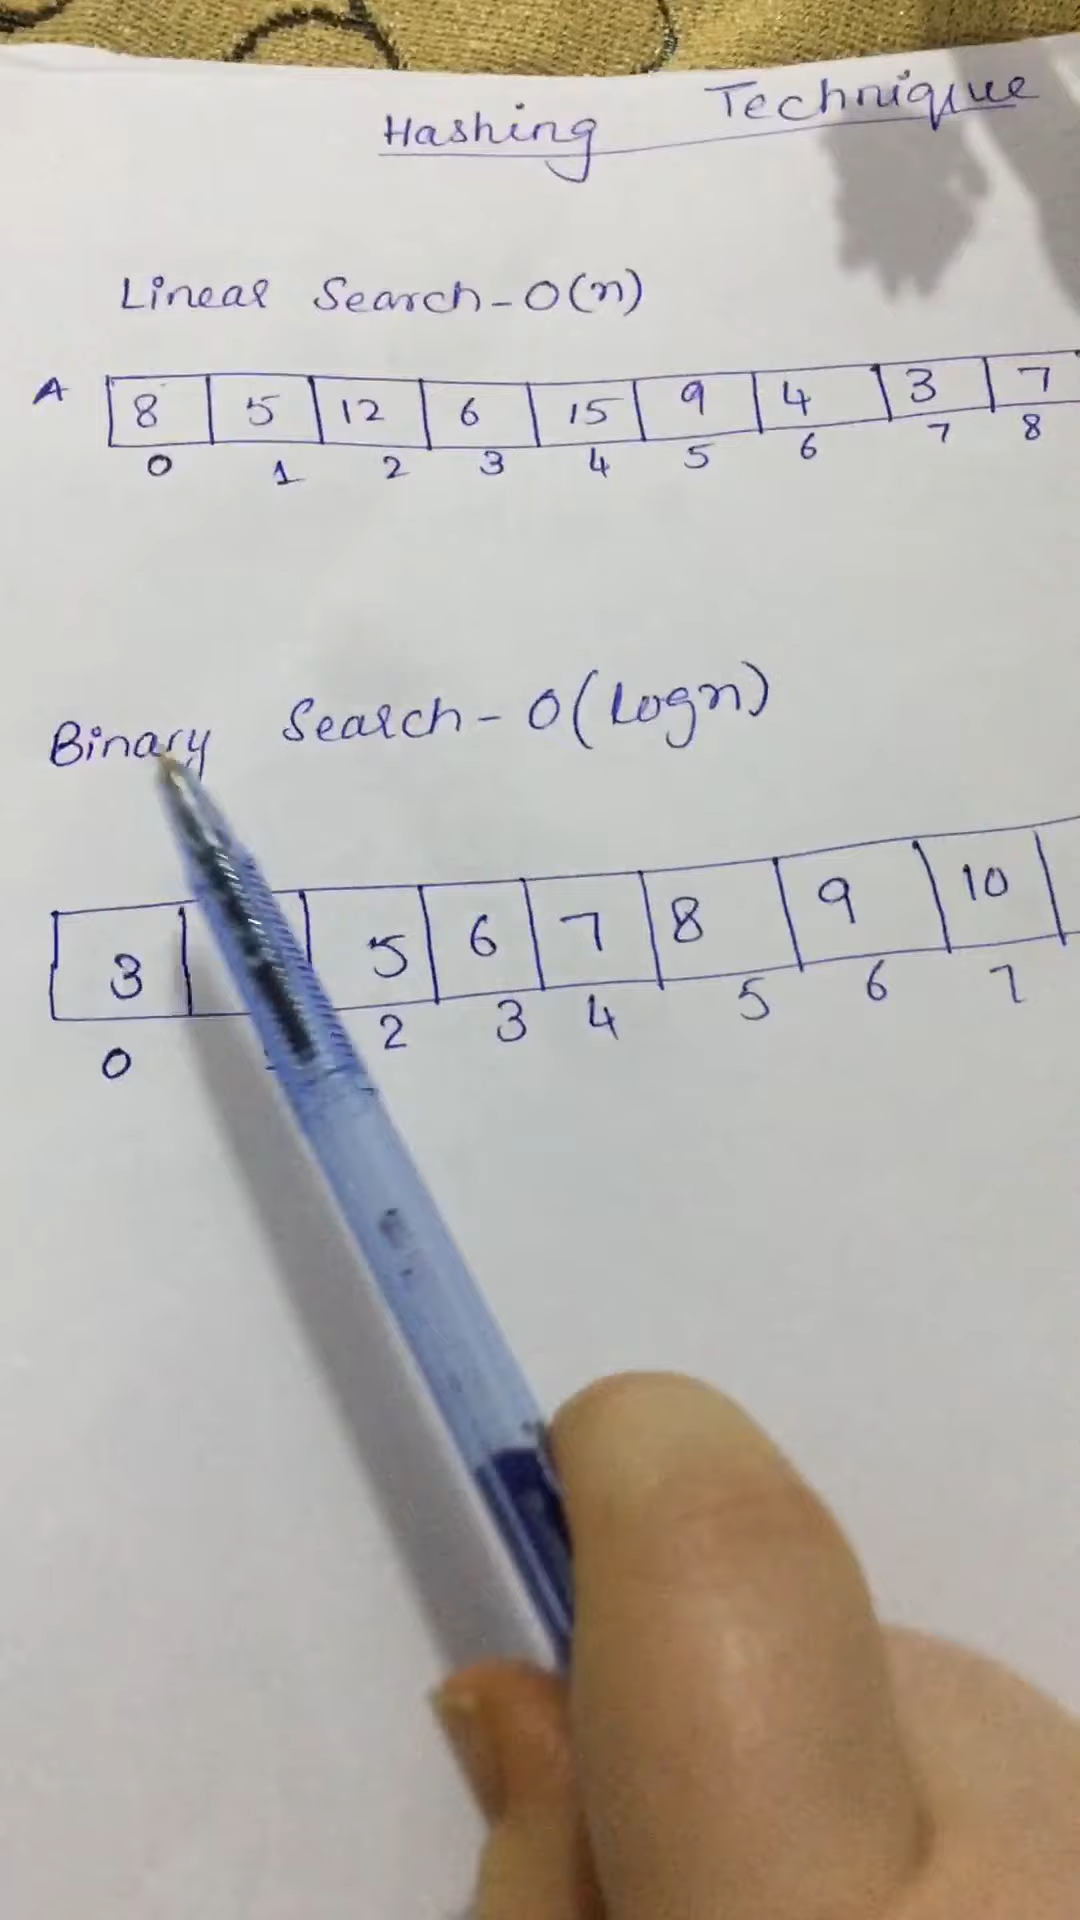 Hashing Technique
Linear Search - O(n)
A 8 5 12 6 15 9 4 3 7
0 1 2 3 4 5 6 7 8
Binary Search - O(logn)
3 5 6 7 8 9 10
0 2 3 4 5 6 7